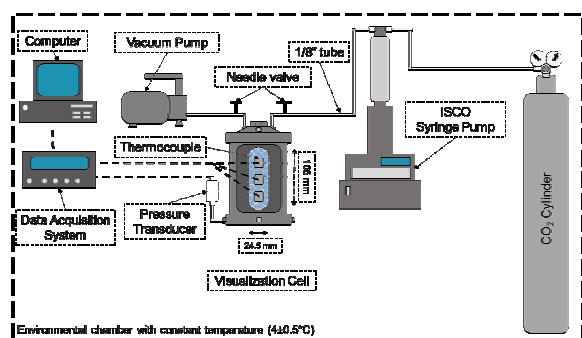 Computer
Vacuum Pump
1/8" tube
Needle valve
ISCO
Syringe Pump
Thermocouple
105 mm
Data Acquisition
System
Pressure
Transducer
24.5 mm
CO₂ Cylinder
Visualization Cell
Environmental chamber with constant temperature (4±0.5°C)